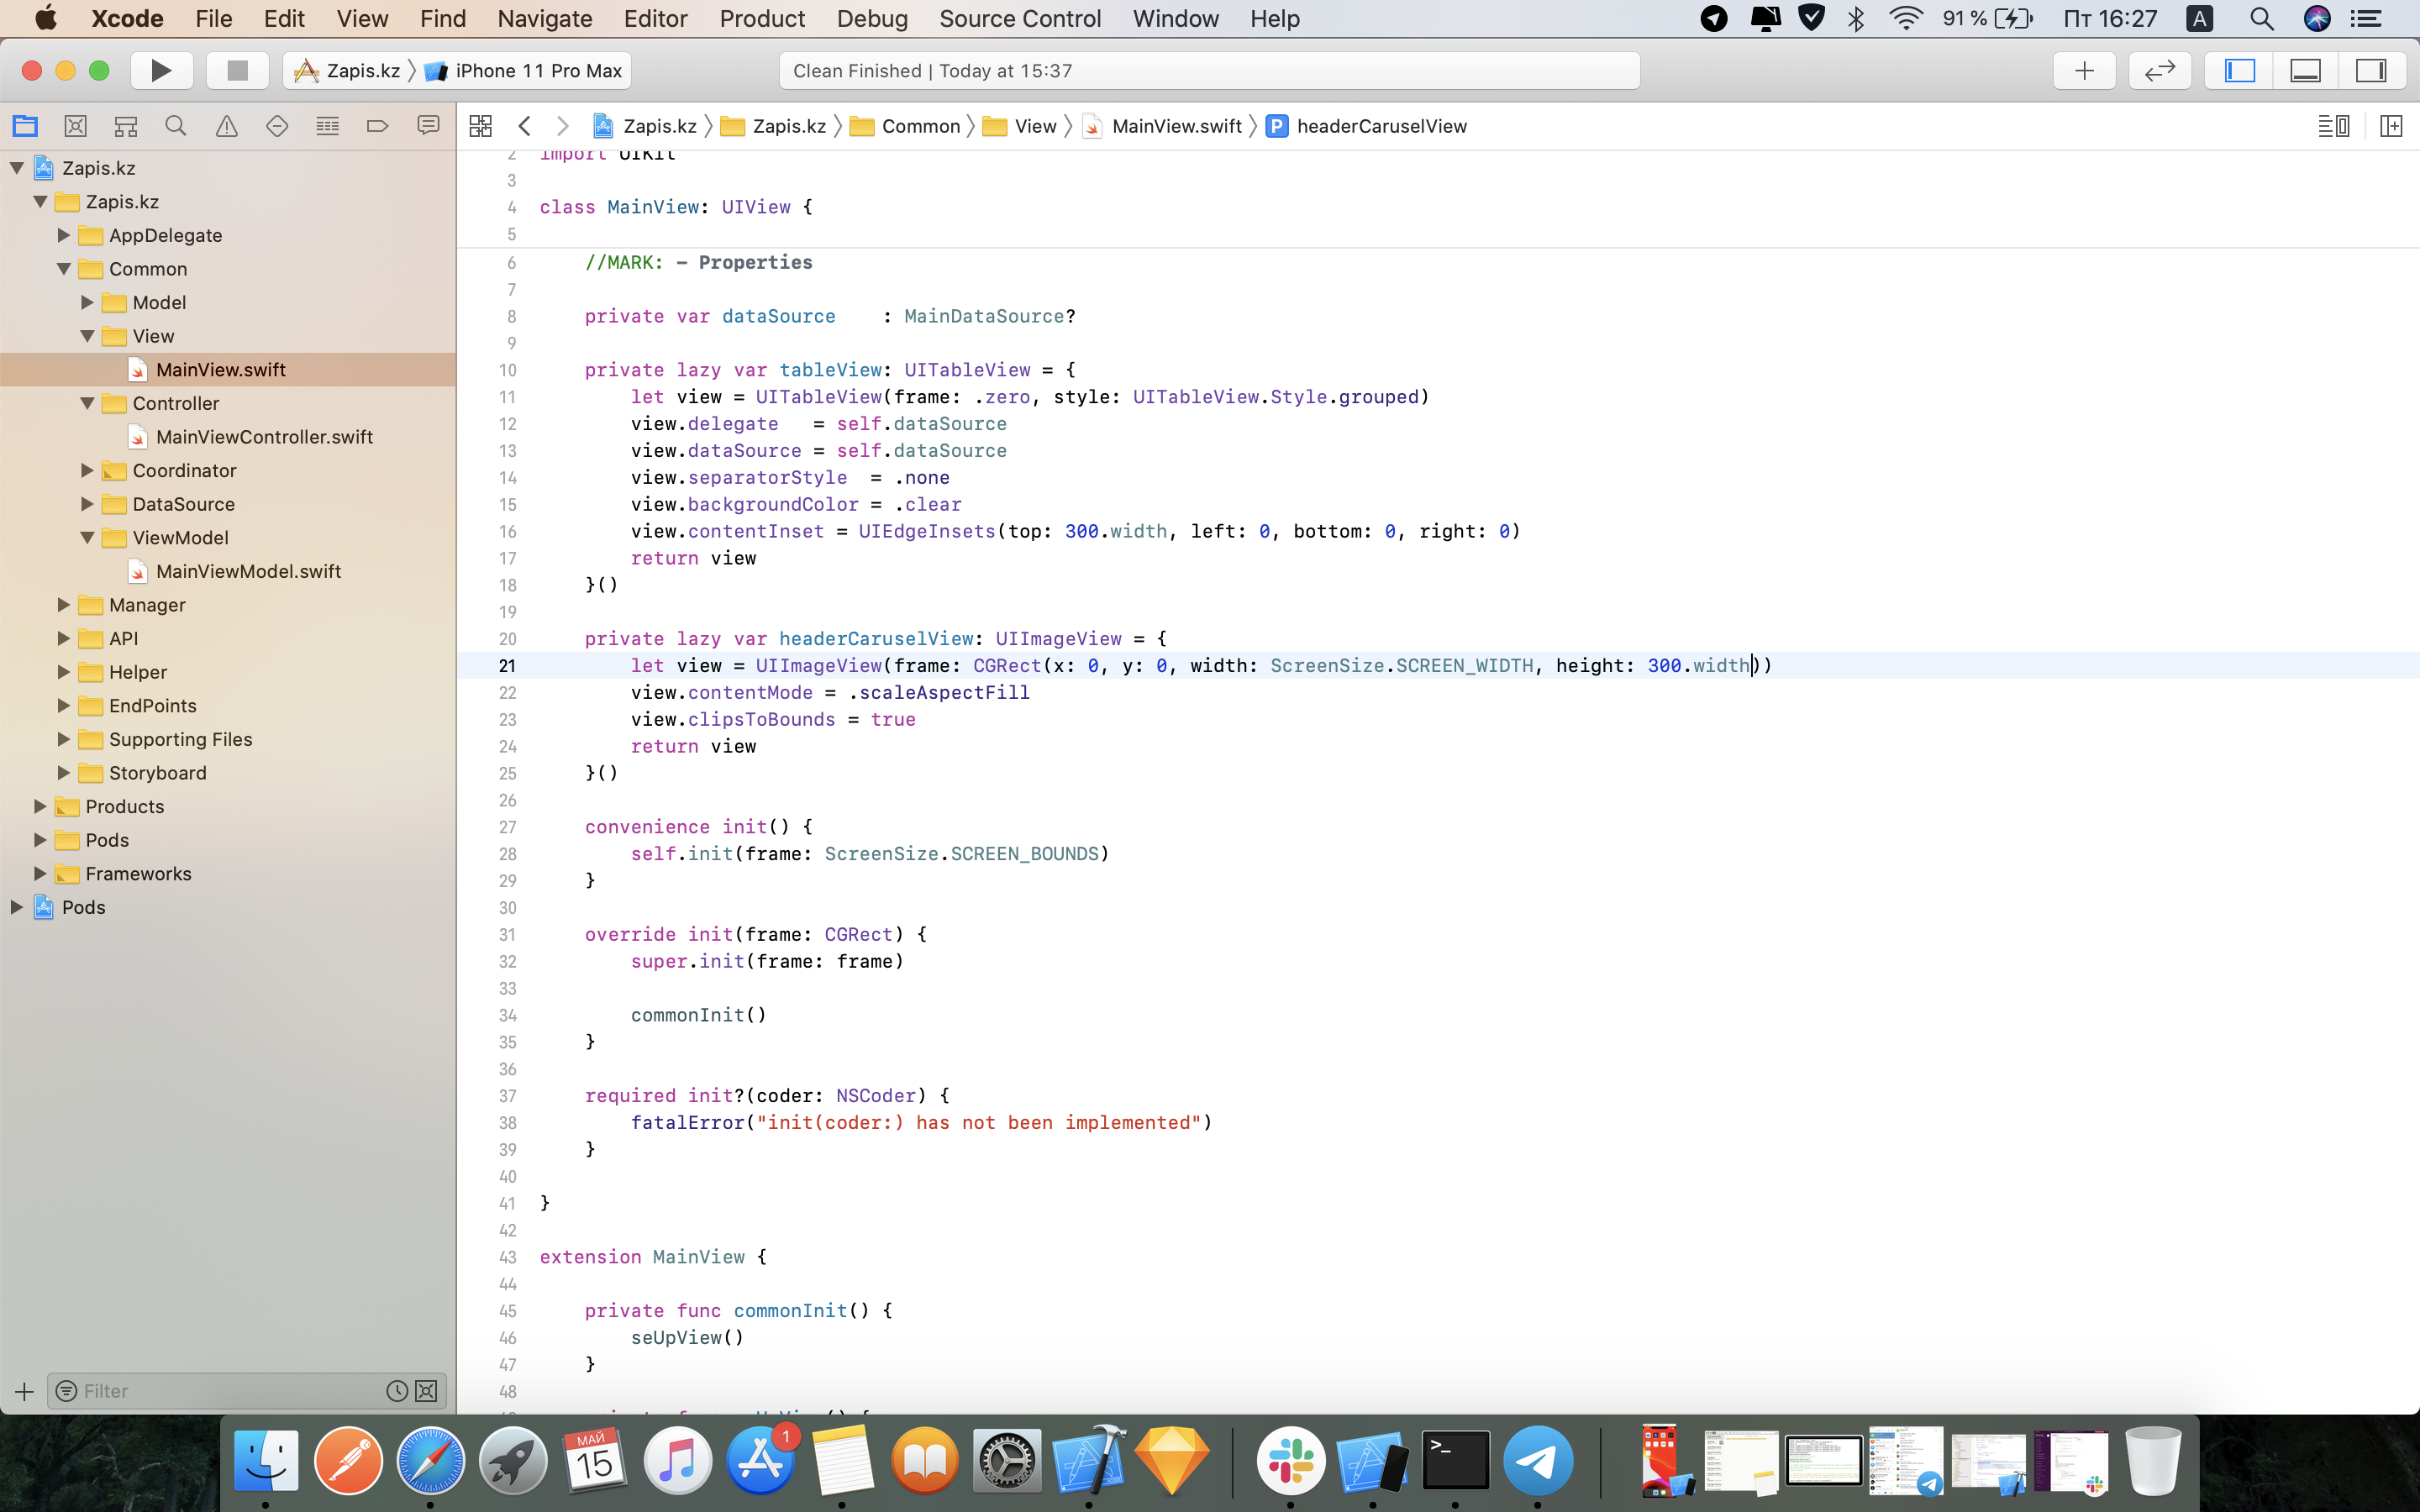 Xcode File Edit View Find Navigate Editor Product Debug Source Control Window Help 91 % Пт 16:27 A
Zapis.kz iPhone 11 Pro Max Clean Finished | Today at 15:37
Zapis.kz Zapis.kz Common View MainView.swift P headerCaruselView
Zapis.kz
Zapis.kz
AppDelegate
Common
Model
View
MainView.swift
Controller
MainViewController.swift
Coordinator
DataSource
ViewModel
MainViewModel.swift
Manager
API
Helper
EndPoints
Supporting Files
Storyboard
Products
Pods
Frameworks
Pods
Filter
2 import UIKit
3
4 class MainView: UIView {
5
6 //MARK: - Properties
7
8 private var dataSource    : MainDataSource?
9
10 private lazy var tableView: UITableView = {
11 let view = UITableView(frame: .zero, style: UITableView.Style.grouped)
12 view.delegate   = self.dataSource
13 view.dataSource = self.dataSource
14 view.separatorStyle  = .none
15 view.backgroundColor = .clear
16 view.contentInset = UIEdgeInsets(top: 300.width, left: 0, bottom: 0, right: 0)
17 return view
18 }()
19
20 private lazy var headerCaruselView: UIImageView = {
21 let view = UIImageView(frame: CGRect(x: 0, y: 0, width: ScreenSize.SCREEN_WIDTH, height: 300.width))
22 view.contentMode = .scaleAspectFill
23 view.clipsToBounds = true
24 return view
25 }()
26
27 convenience init() {
28 self.init(frame: ScreenSize.SCREEN_BOUNDS)
29 }
30
31 override init(frame: CGRect) {
32 super.init(frame: frame)
33
34 commonInit()
35 }
36
37 required init?(coder: NSCoder) {
38 fatalError("init(coder:) has not been implemented")
39 }
40
41 }
42
43 extension MainView {
44
45 private func commonInit() {
46 seUpView()
47 }
48
МАЙ
15
1
>_